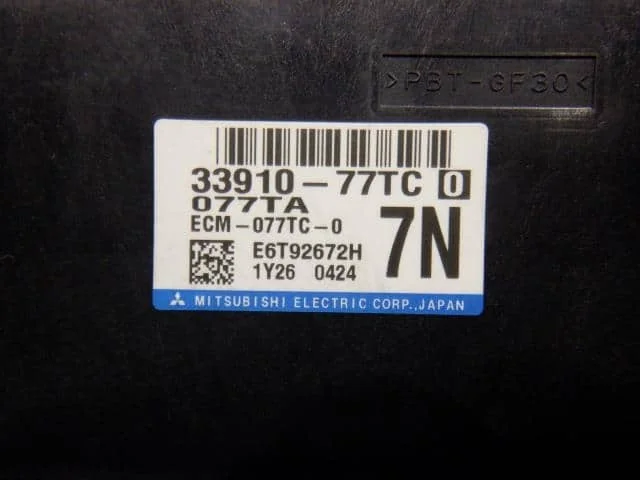 >PBT-GF30<
33910-77TC 0
077TA
ECM-077TC-0
7N
E6T92672H
1Y26 0424
MITSUBISHI ELECTRIC CORP.,JAPAN